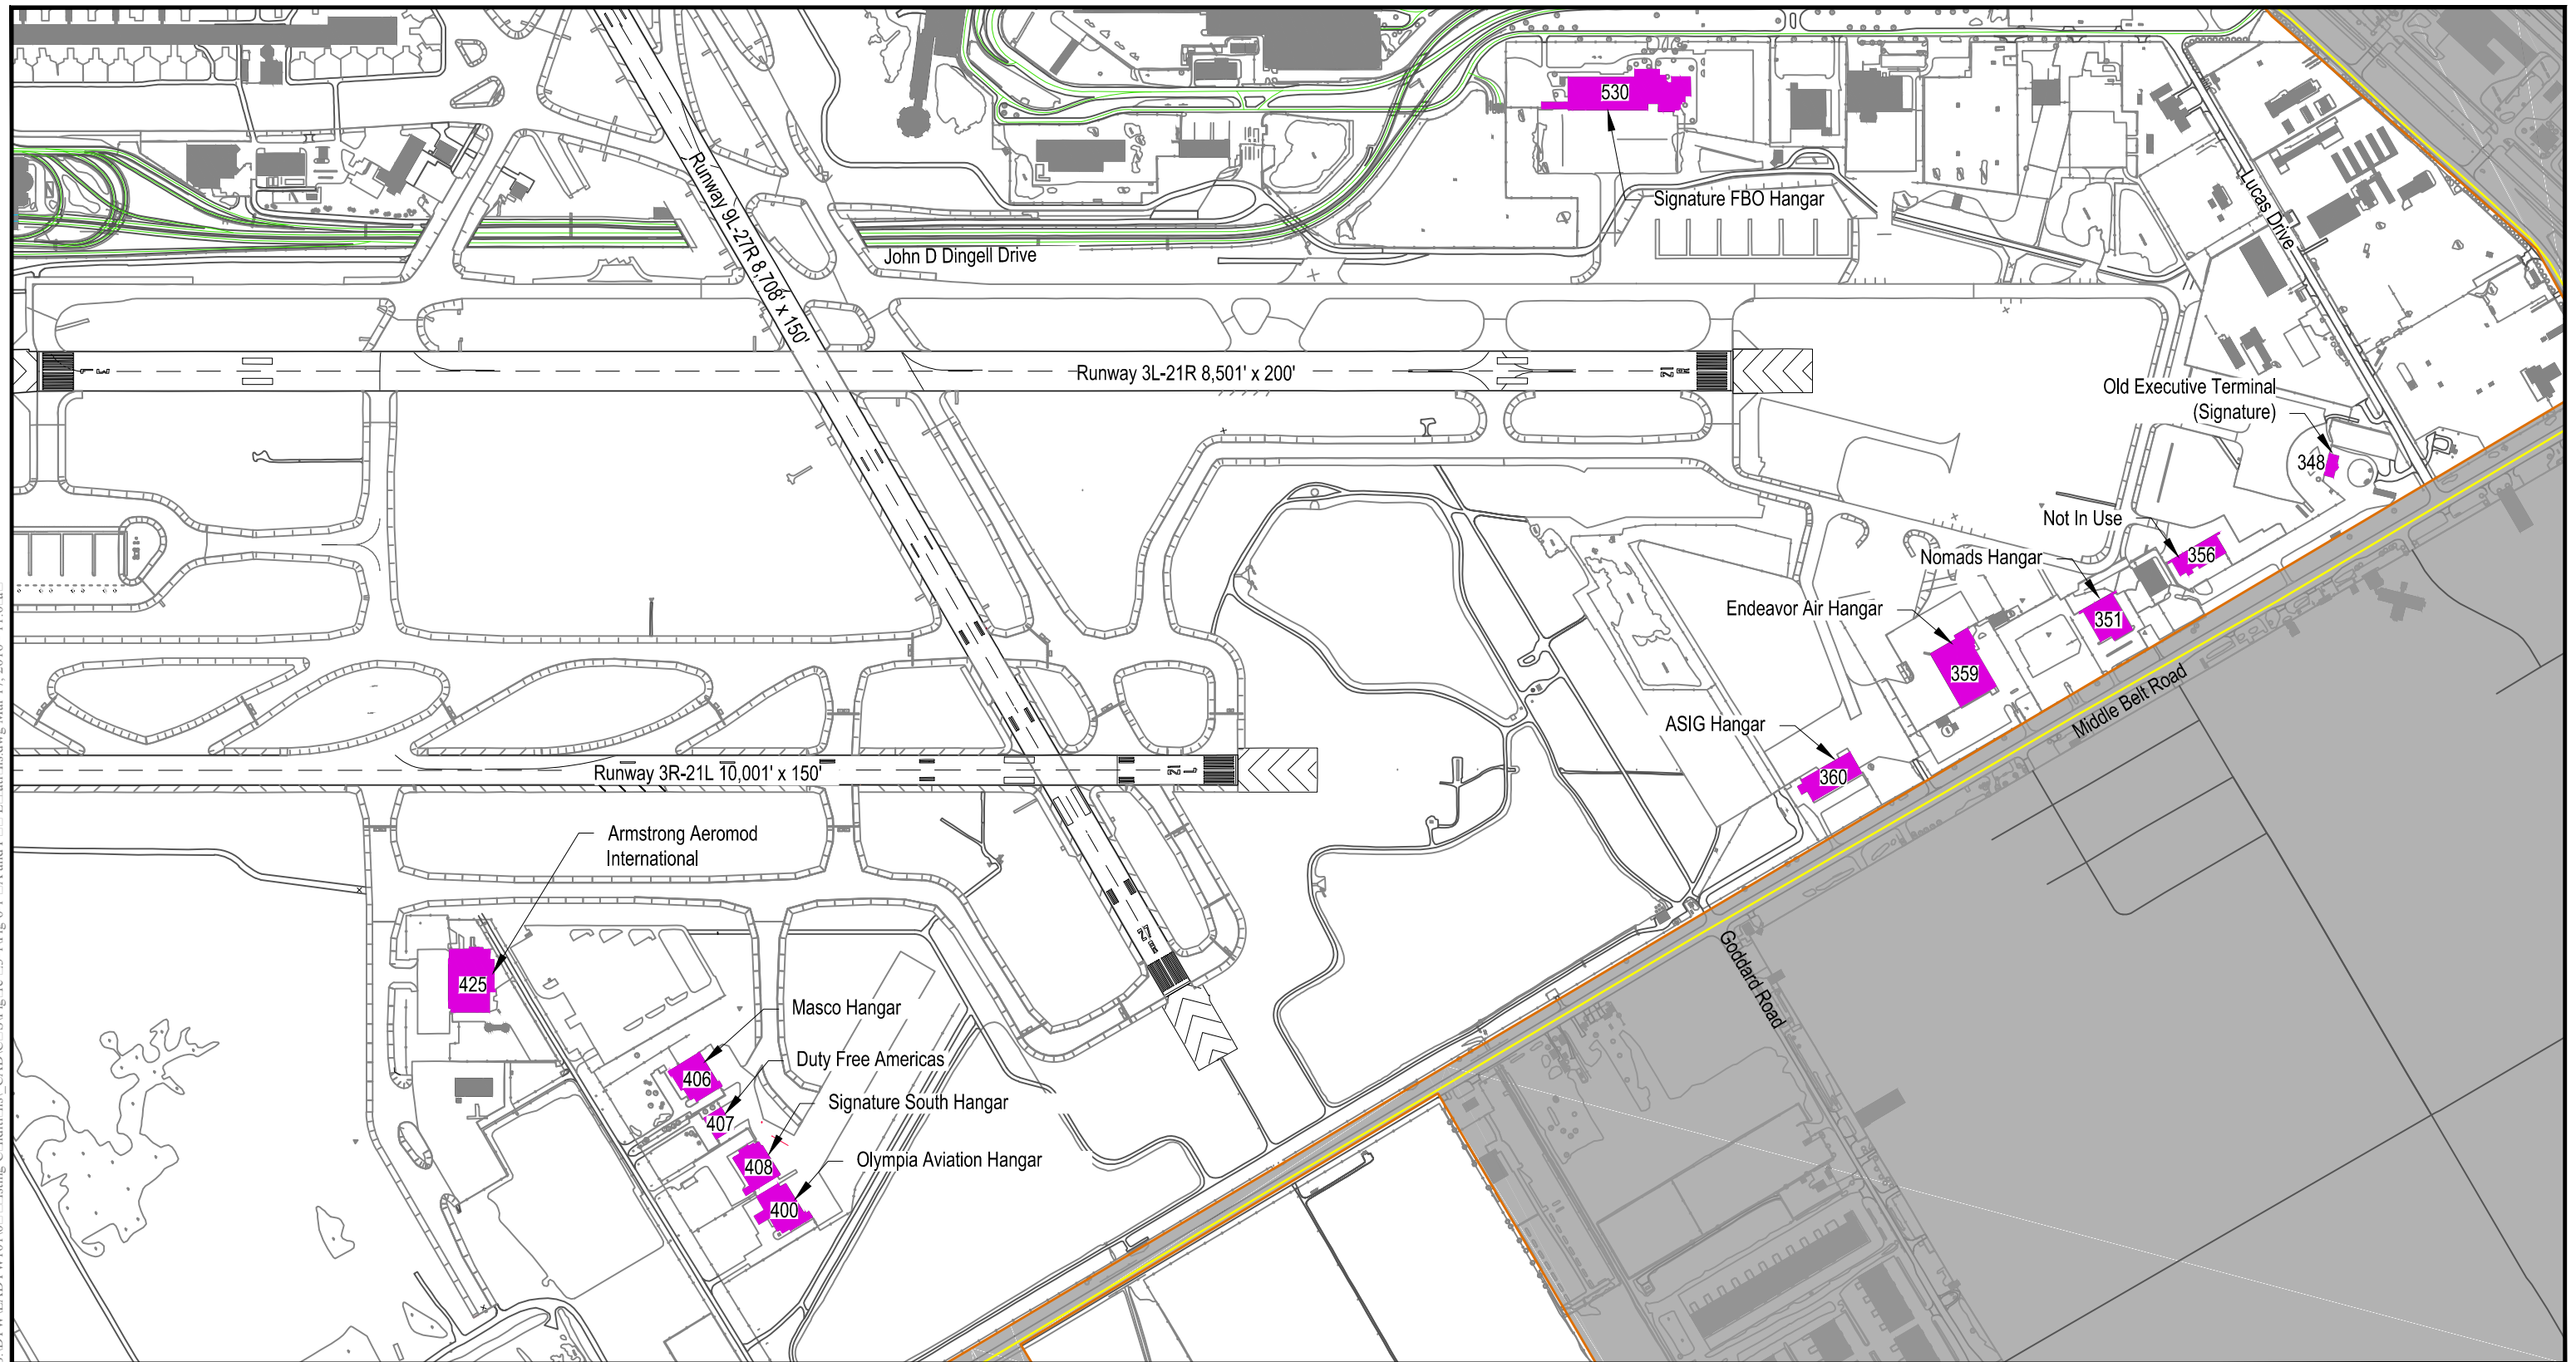 530
Signature FBO Hangar
Runway 9L-27R 8,708' x 150'
Lucas Drive
John D Dingell Drive
Runway 3L-21R 8,501' x 200'
Old Executive Terminal
(Signature)
348
Not In Use
356
Nomads Hangar
351
Endeavor Air Hangar
359
Middle Belt Road
ASIG Hangar
360
Runway 3R-21L 10,001' x 150'
Armstrong Aeromod
International
425
Goddard Road
Masco Hangar
406
Duty Free Americas
407
Signature South Hangar
408
Olympia Aviation Hangar
400